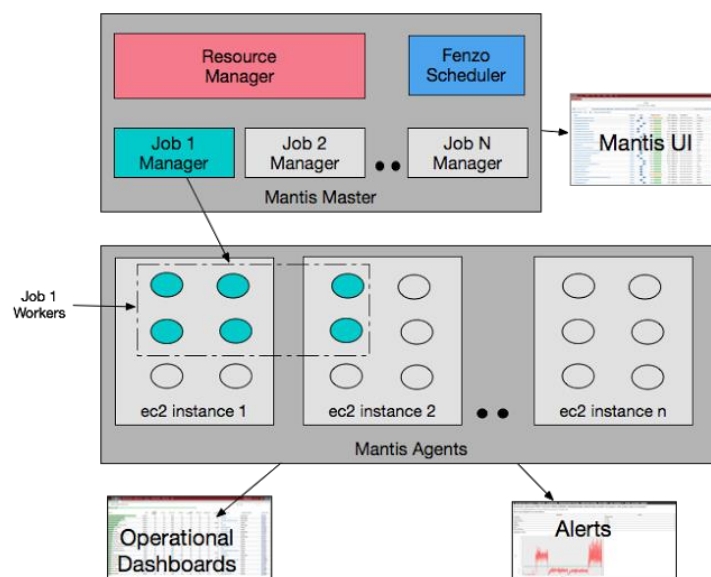 Resource
Manager
Fenzo
Scheduler
Job 1
Manager
Job 2
Manager
Job N
Manager
Mantis Master
Mantis UI
Job 1
Workers
ec2 instance 1
ec2 instance 2
ec2 instance n
Mantis Agents
Operational
Dashboards
Alerts